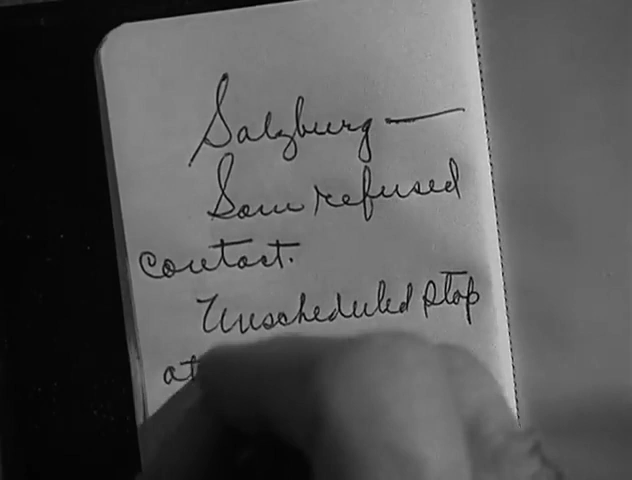 Salzburg —
Sam refused
contact.
Unscheduled stop
at